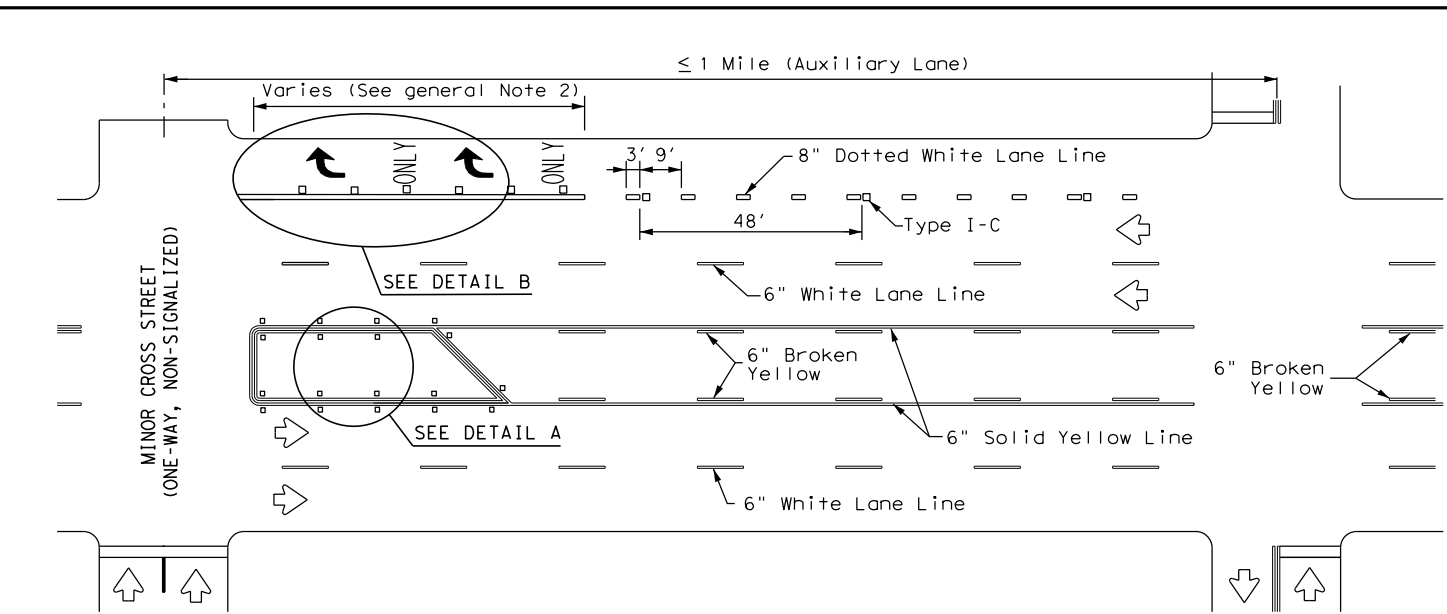 ≤ 1 Mile (Auxiliary Lane)
Varies (See general Note 2)
ONLY
ONLY
3' 9'
8" Dotted White Lane Line
48'
Type I-C
SEE DETAIL B
6" White Lane Line
MINOR CROSS STREET
(ONE-WAY, NON-SIGNALIZED)
6" Broken
Yellow
6" Broken
Yellow
SEE DETAIL A
6" Solid Yellow Line
6" White Lane Line